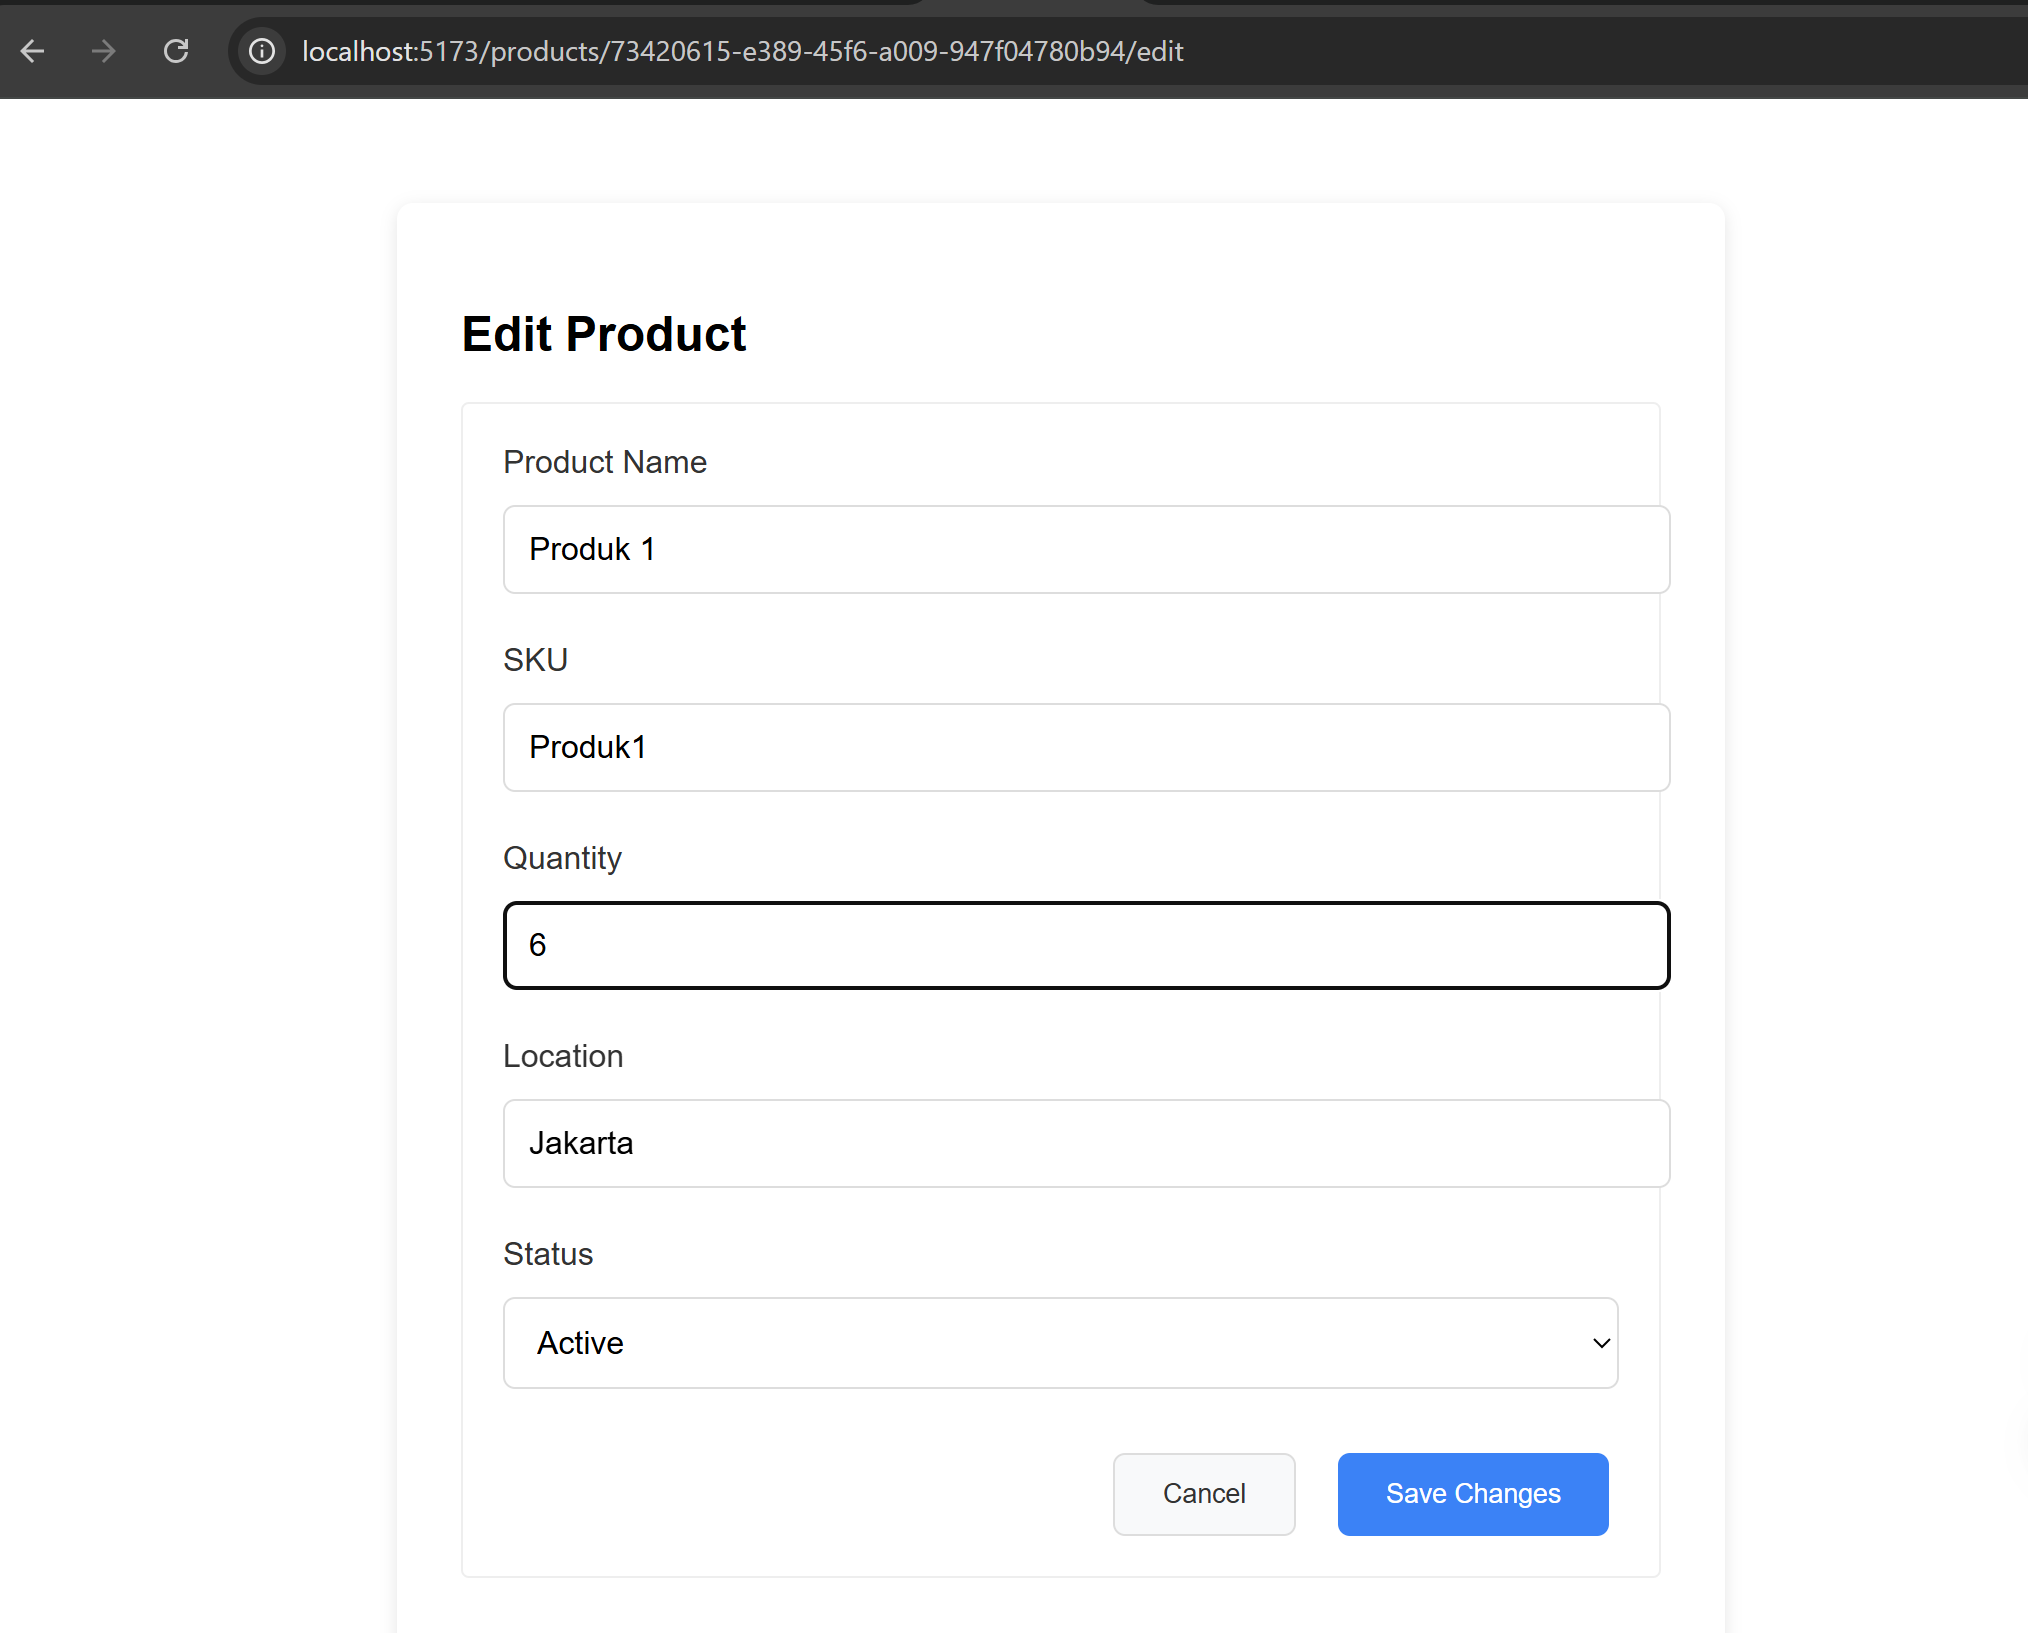 localhost:5173/products/73420615-e389-45f6-a009-947f04780b94/edit
Edit Product
Product Name
Produk 1
SKU
Produk1
Quantity
6
Location
Jakarta
Status
Active
Cancel
Save Changes